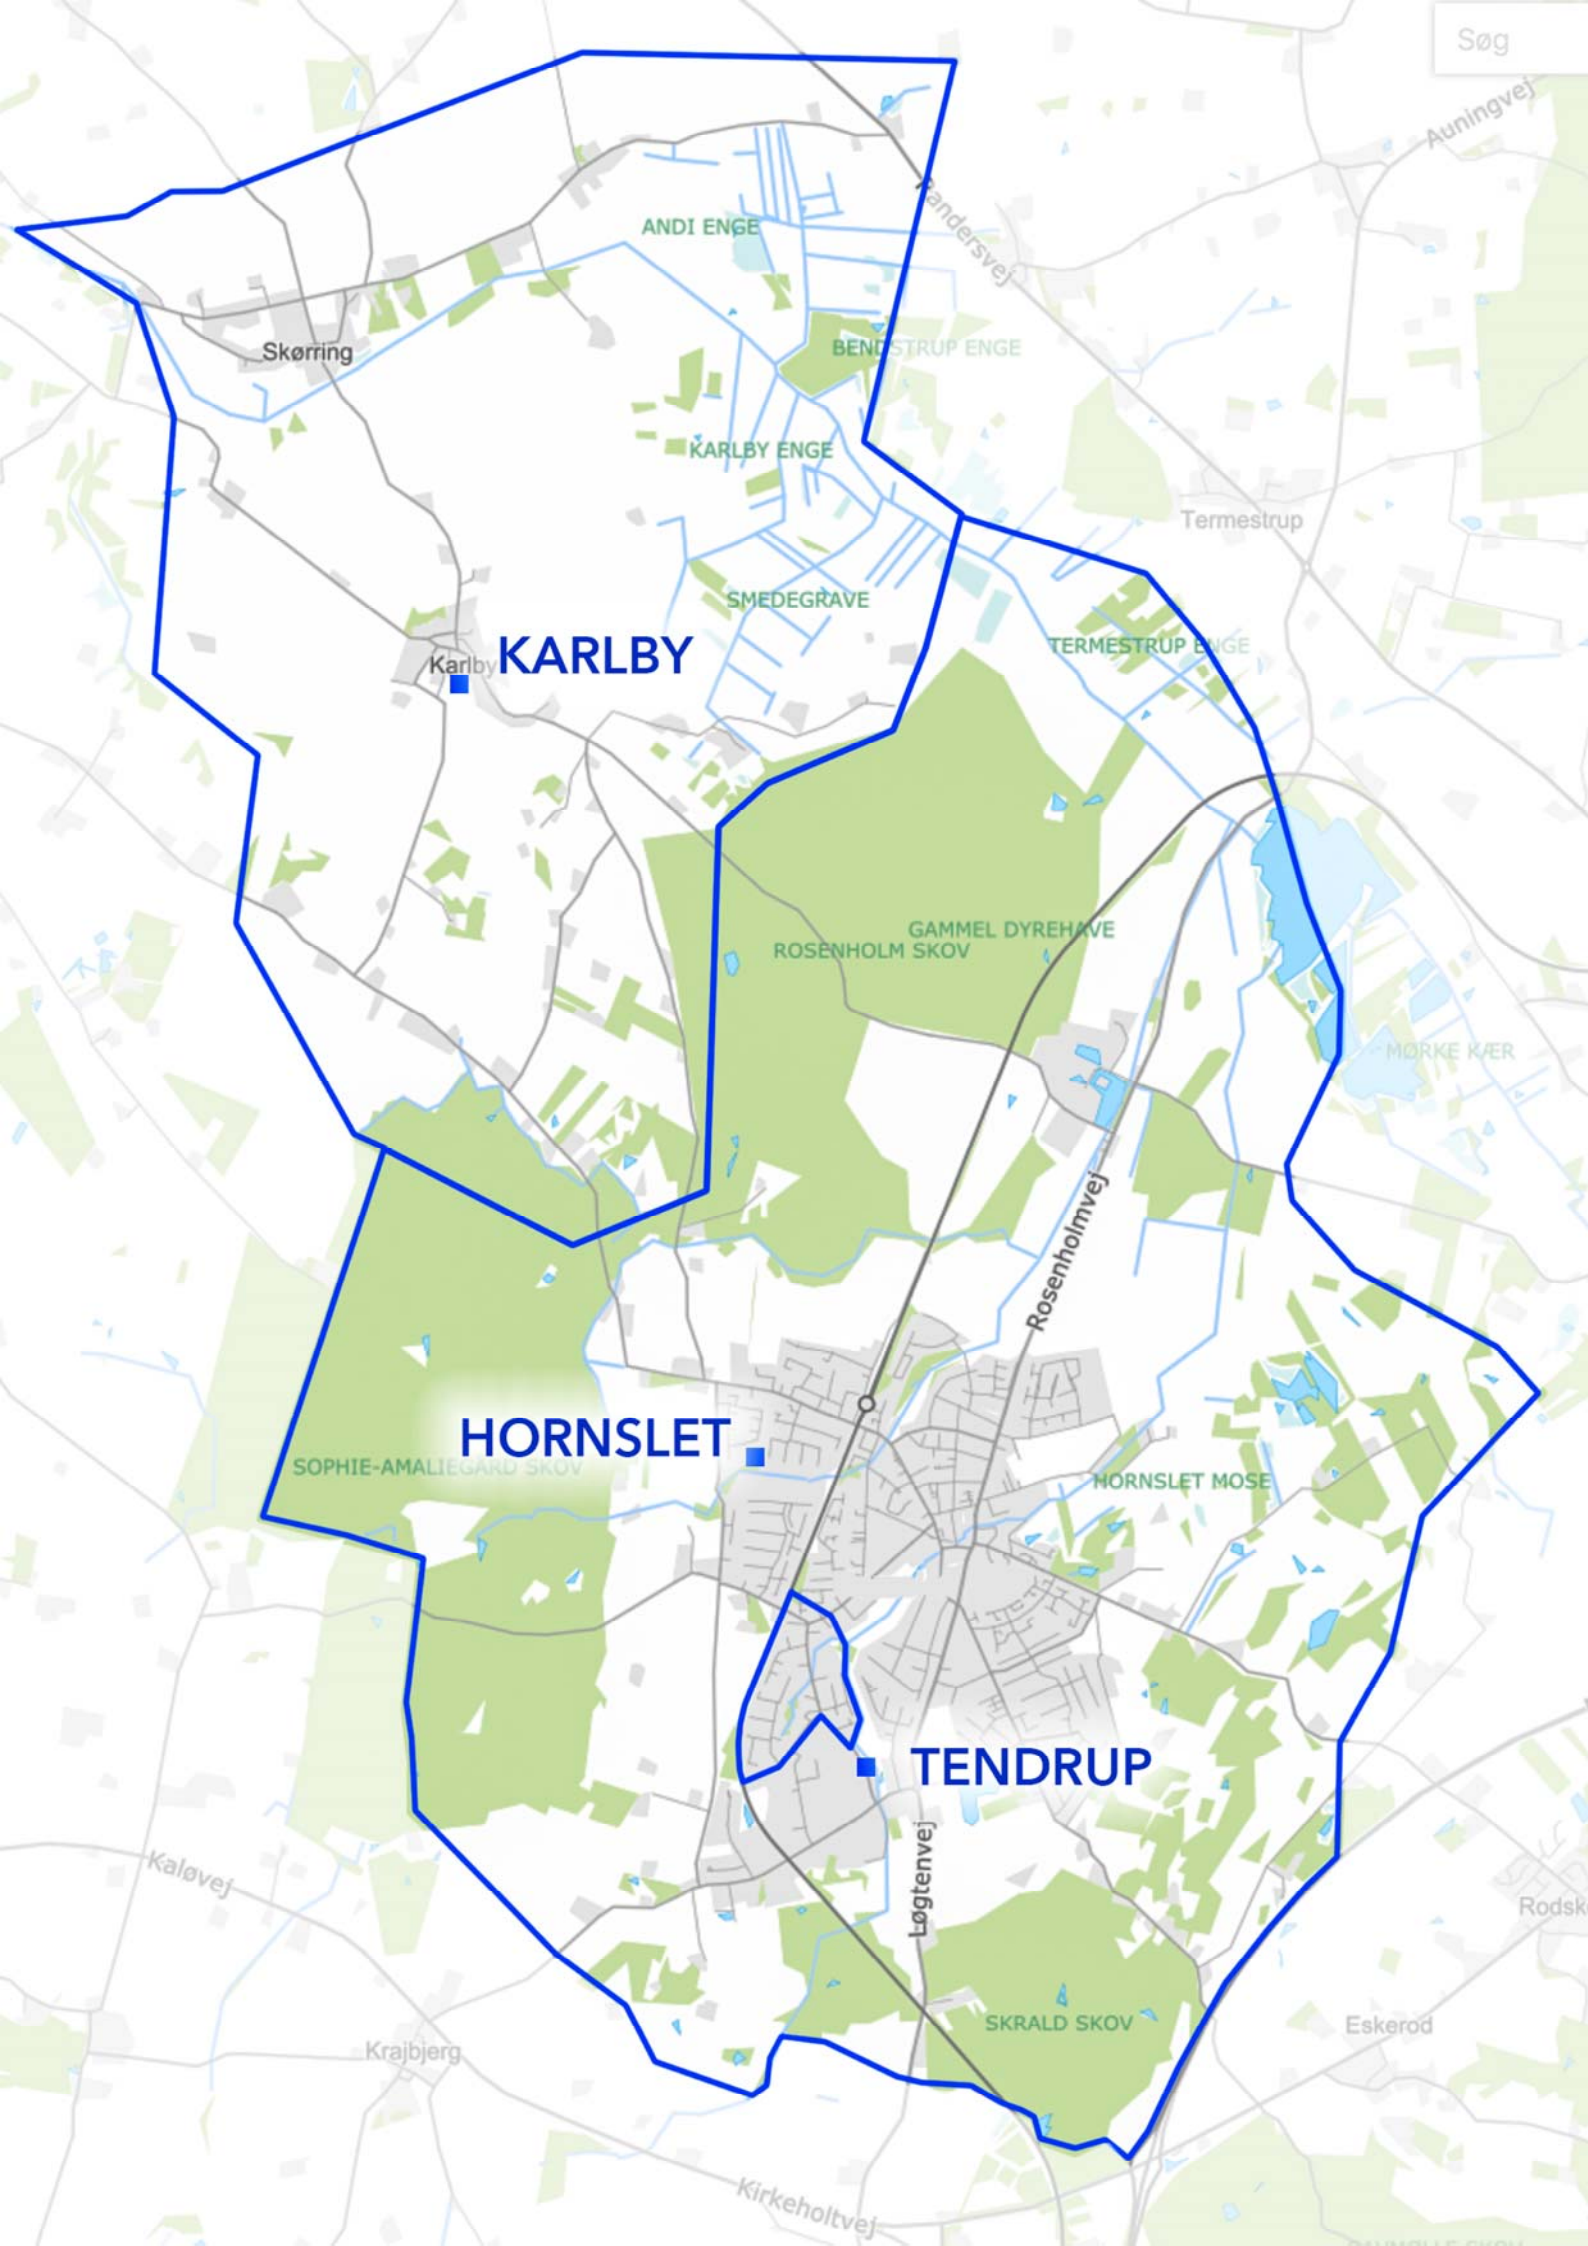 Søg
Auningvej
Randersvej
ANDI ENGE
BENDSTRUP ENGE
Skørring
KARLBY ENGE
Termestrup
SMEDEGRAVE
TERMESTRUP ENGE
Karlby
KARLBY
GAMMEL DYREHAVE
ROSENHOLM SKOV
MØRKE KÆR
Rosenholmvej
HORNSLET
SOPHIE-AMALIEGÅRD SKOV
HORNSLET MOSE
TENDRUP
Kaløvej
Løgtenvej
Rodsk
SKRALD SKOV
Eskerod
Krajbjerg
Kirkeholtvej